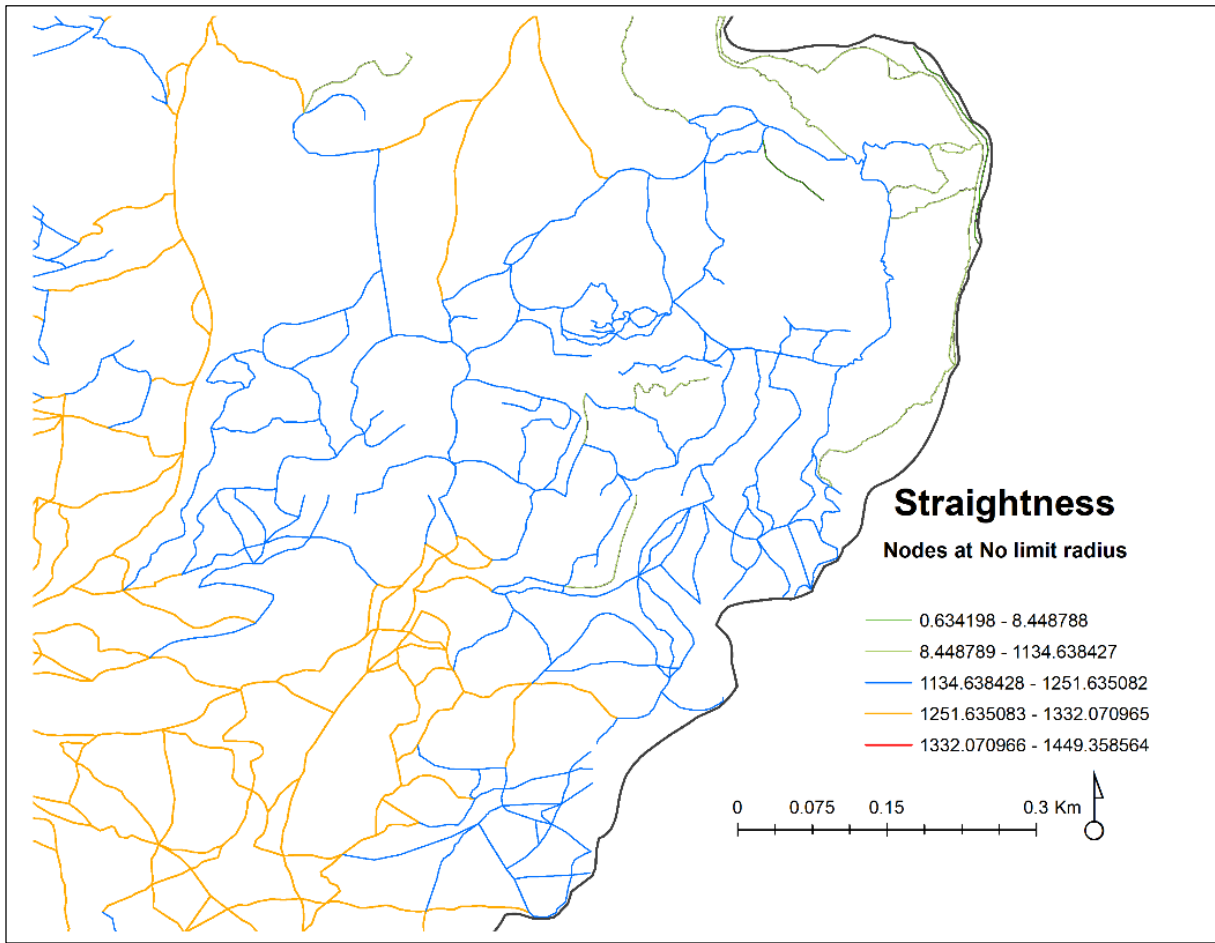 Straightness
Nodes at No limit radius
0.634198 - 8.448788
8.448789 - 1134.638427
1134.638428 - 1251.635082
1251.635083 - 1332.070965
1332.070966 - 1449.358564
0 0.075 0.15 0.3 Km